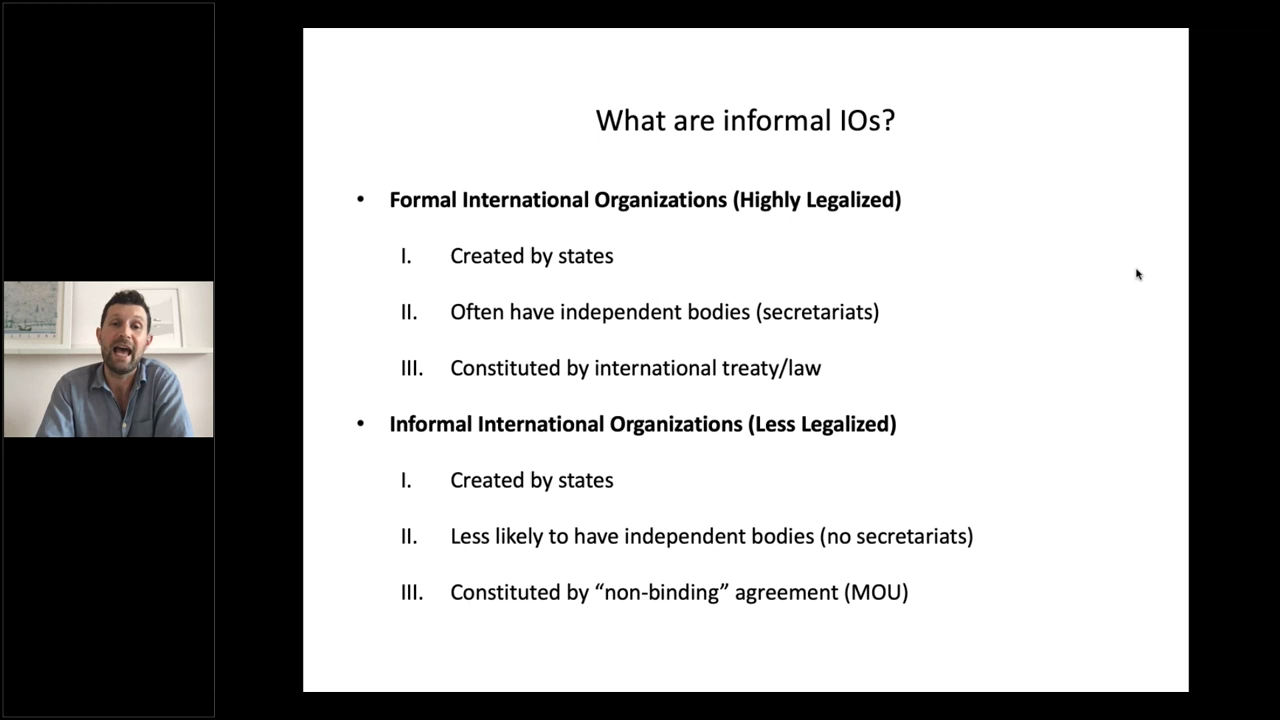 What are informal IOs?
• Formal International Organizations (Highly Legalized)
I. Created by states
II. Often have independent bodies (secretariats)
III. Constituted by international treaty/law
• Informal International Organizations (Less Legalized)
I. Created by states
II. Less likely to have independent bodies (no secretariats)
III. Constituted by “non-binding” agreement (MOU)